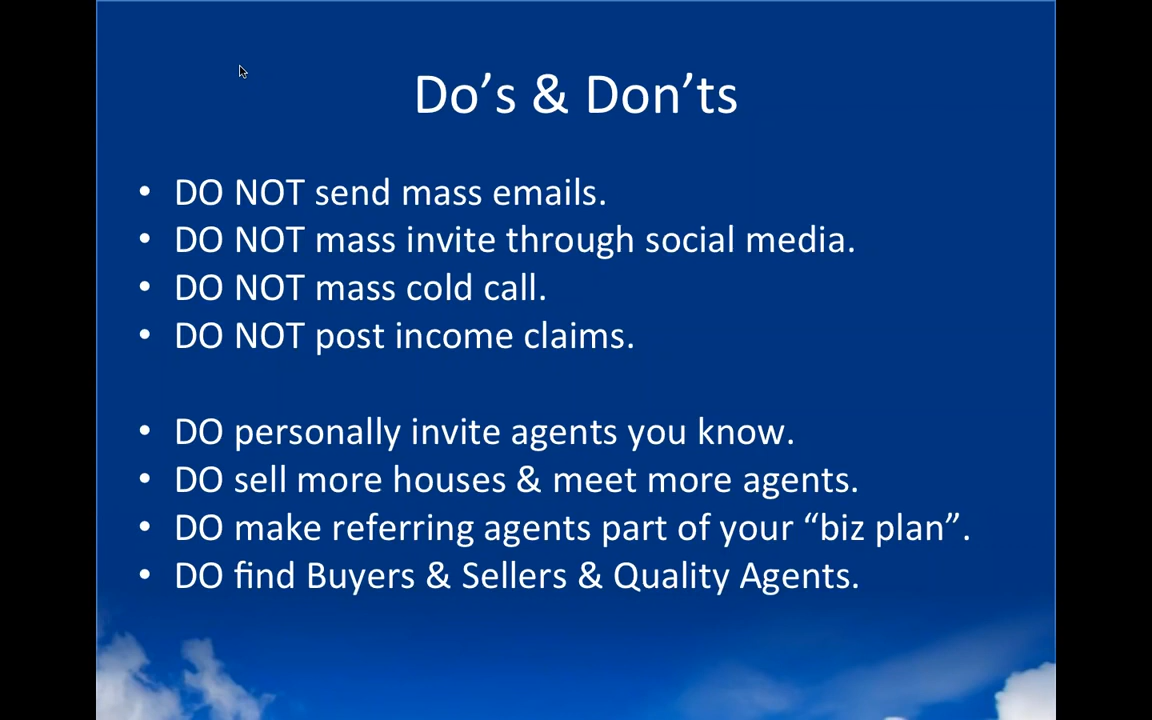 Do’s & Don’ts
• DO NOT send mass emails.
• DO NOT mass invite through social media.
• DO NOT mass cold call.
• DO NOT post income claims.
• DO personally invite agents you know.
• DO sell more houses & meet more agents.
• DO make referring agents part of your “biz plan”.
• DO find Buyers & Sellers & Quality Agents.